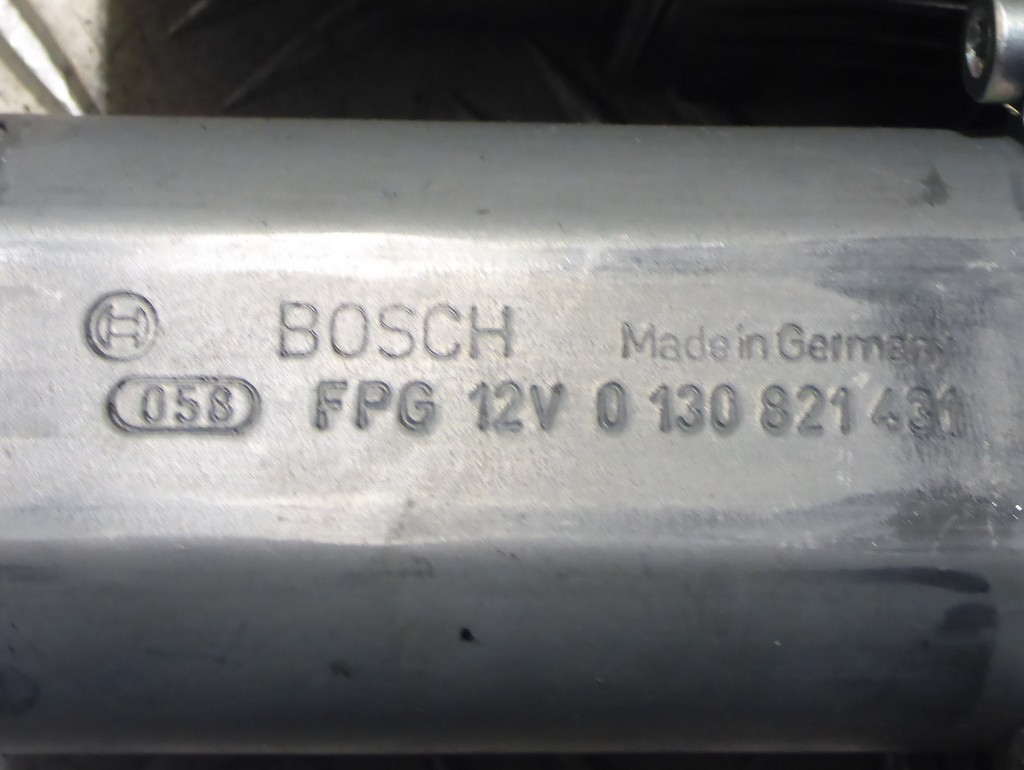 BOSCH Made in Germany
058 FPG 12V 0 130 821 431